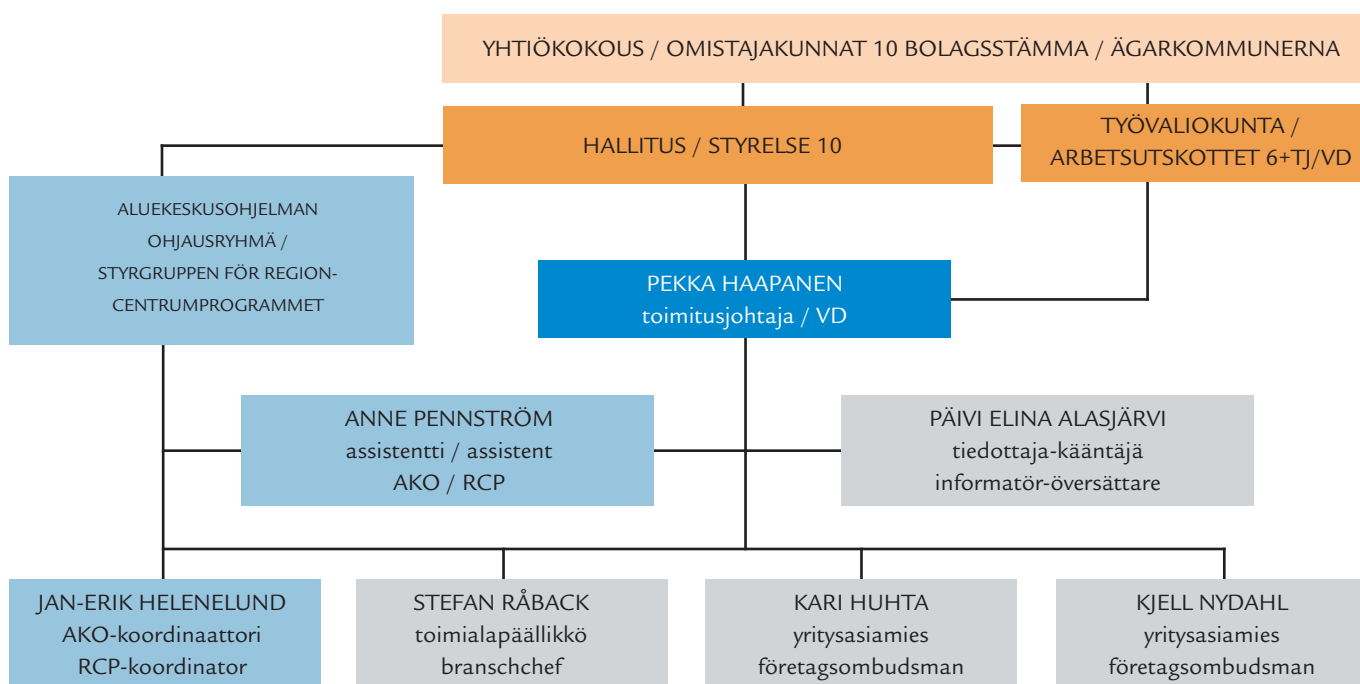 YHTIÖKOKOUS / OMISTAJAKUNNAT 10 BOLAGSSTÄMMA / ÄGARKOMMUNERNA
HALLITUS / STYRELSE 10
TYÖVALIOKUNTA /
ARBETSUTSKOTTET 6+TJ/VD
ALUEKESKUSOHJELMAN
OHJAUSRYHMÄ /
STYRGRUPPEN FÖR REGION-
CENTRUMPROGRAMMET
PEKKA HAAPANEN
toimitusjohtaja / VD
ANNE PENNSTRÖM
assistentti / assistent
AKO / RCP
PÄIVI ELINA ALASJÄRVI
tiedottaja-kääntäjä
informatör-översättare
JAN-ERIK HELENELUND
AKO-koordinaattori
RCP-koordinator
STEFAN RÅBACK
toimialapäällikkö
branschchef
KARI HUHTA
yritysasiamies
företagsombudsman
KJELL NYDAHL
yritysasiamies
företagsombudsman